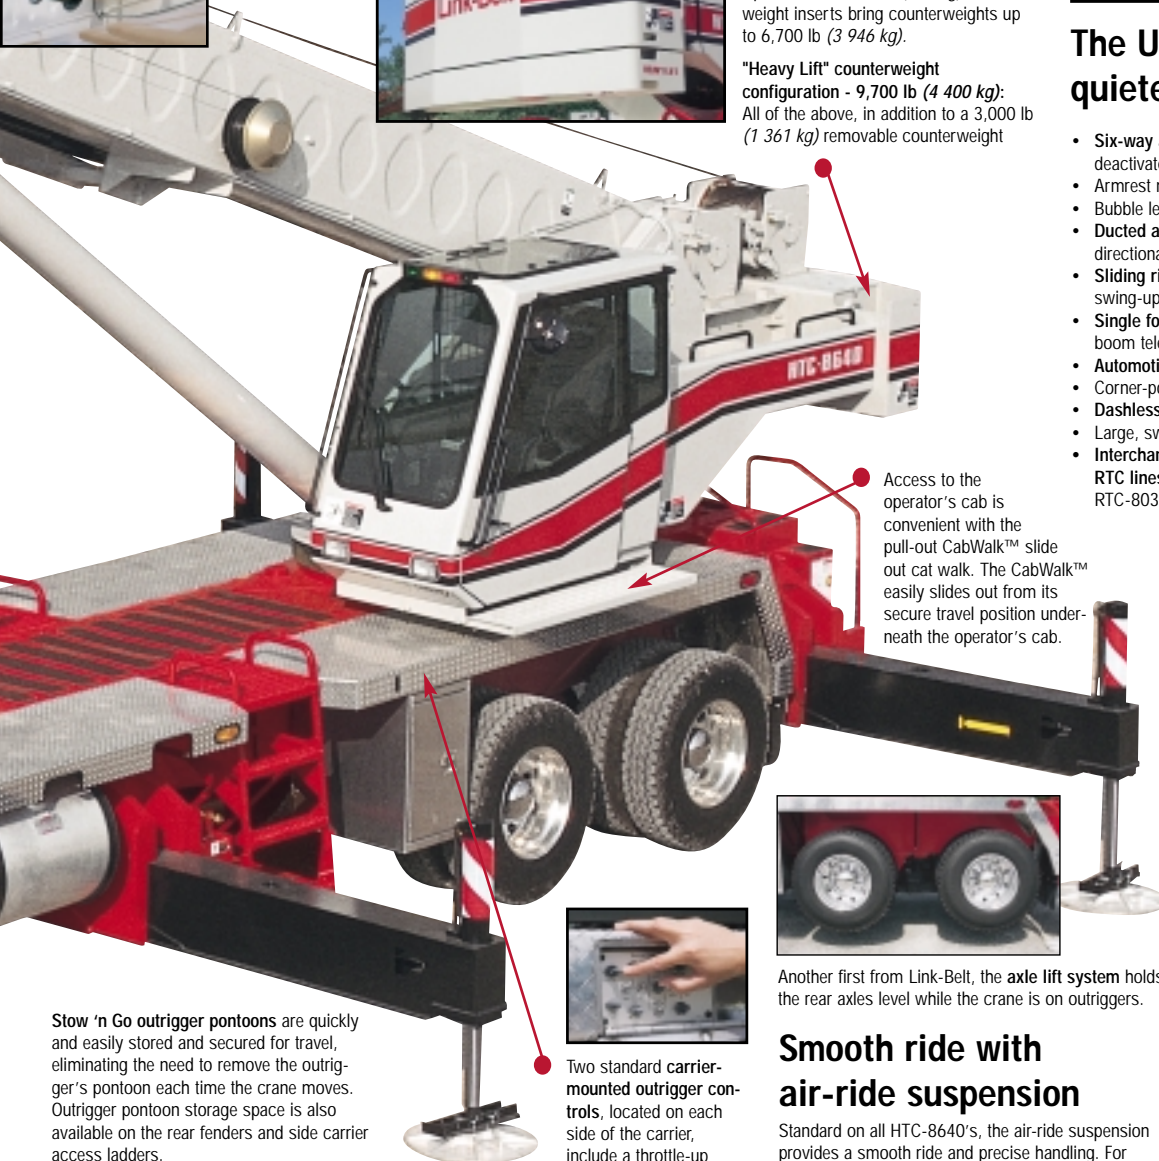 Link-Belt
weight inserts bring counterweights up
to 6,700 lb (3 946 kg).
"Heavy Lift" counterweight
configuration - 9,700 lb (4 400 kg):
All of the above, in addition to a 3,000 lb
(1 361 kg) removable counterweight
The U
quiete
• Six-way
deactivat
• Armrest
• Bubble le
• Ducted a
directiona
• Sliding ri
swing-up
• Single fo
boom tele
• Automoti
• Corner-po
• Dashless
• Large, sw
• Interchan
RTC lines
RTC-803
HTC-8640
Access to the
operator's cab is
convenient with the
pull-out CabWalk™ slide
out cat walk. The CabWalk™
easily slides out from its
secure travel position under-
neath the operator's cab.
Another first from Link-Belt, the axle lift system holds
the rear axles level while the crane is on outriggers.
Stow 'n Go outrigger pontoons are quickly
and easily stored and secured for travel,
eliminating the need to remove the outrig-
ger's pontoon each time the crane moves.
Outrigger pontoon storage space is also
available on the rear fenders and side carrier
access ladders.
Two standard carrier-
mounted outrigger con-
trols, located on each
side of the carrier,
include a throttle-up
Smooth ride with
air-ride suspension
Standard on all HTC-8640's, the air-ride suspension
provides a smooth ride and precise handling. For